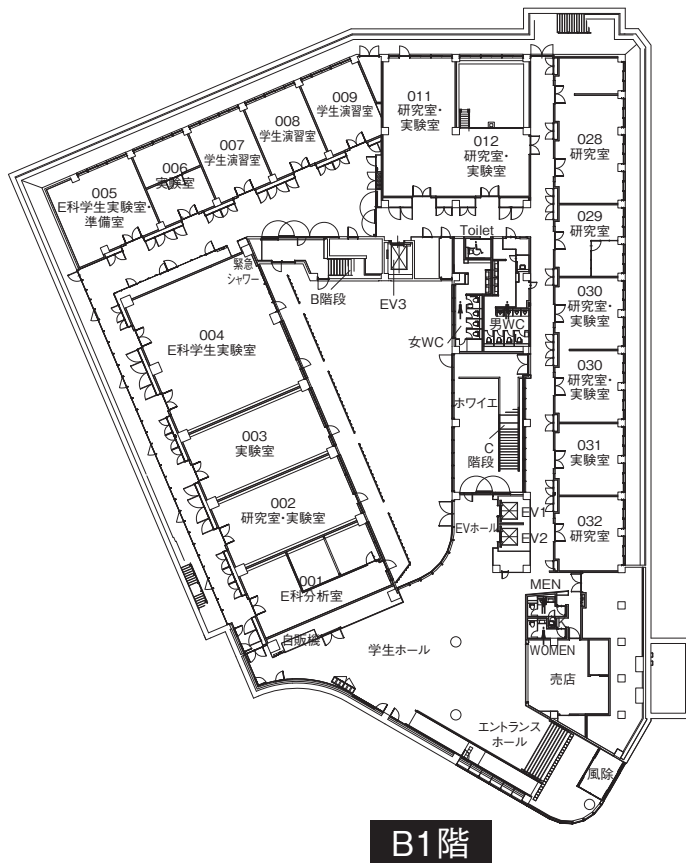 009
学生演習室
008
学生演習室
007
学生演習室
006
実験室
005
E科学生実験室・
準備室
011
研究室・
実験室
012
研究室・
実験室
028
研究室
029
研究室
030
研究室・
実験室
030
研究室・
実験室
031
実験室
032
研究室
Toilet
緊急
シャワー
B階段
EV3
女WC
男WC
004
E科学生実験室
003
実験室
002
研究室・実験室
001
E科分析室
ホワイエ
C
階段
EVホール
EV1
EV2
MEN
WOMEN
自販機
学生ホール
売店
エントランス
ホール
風除
B1階